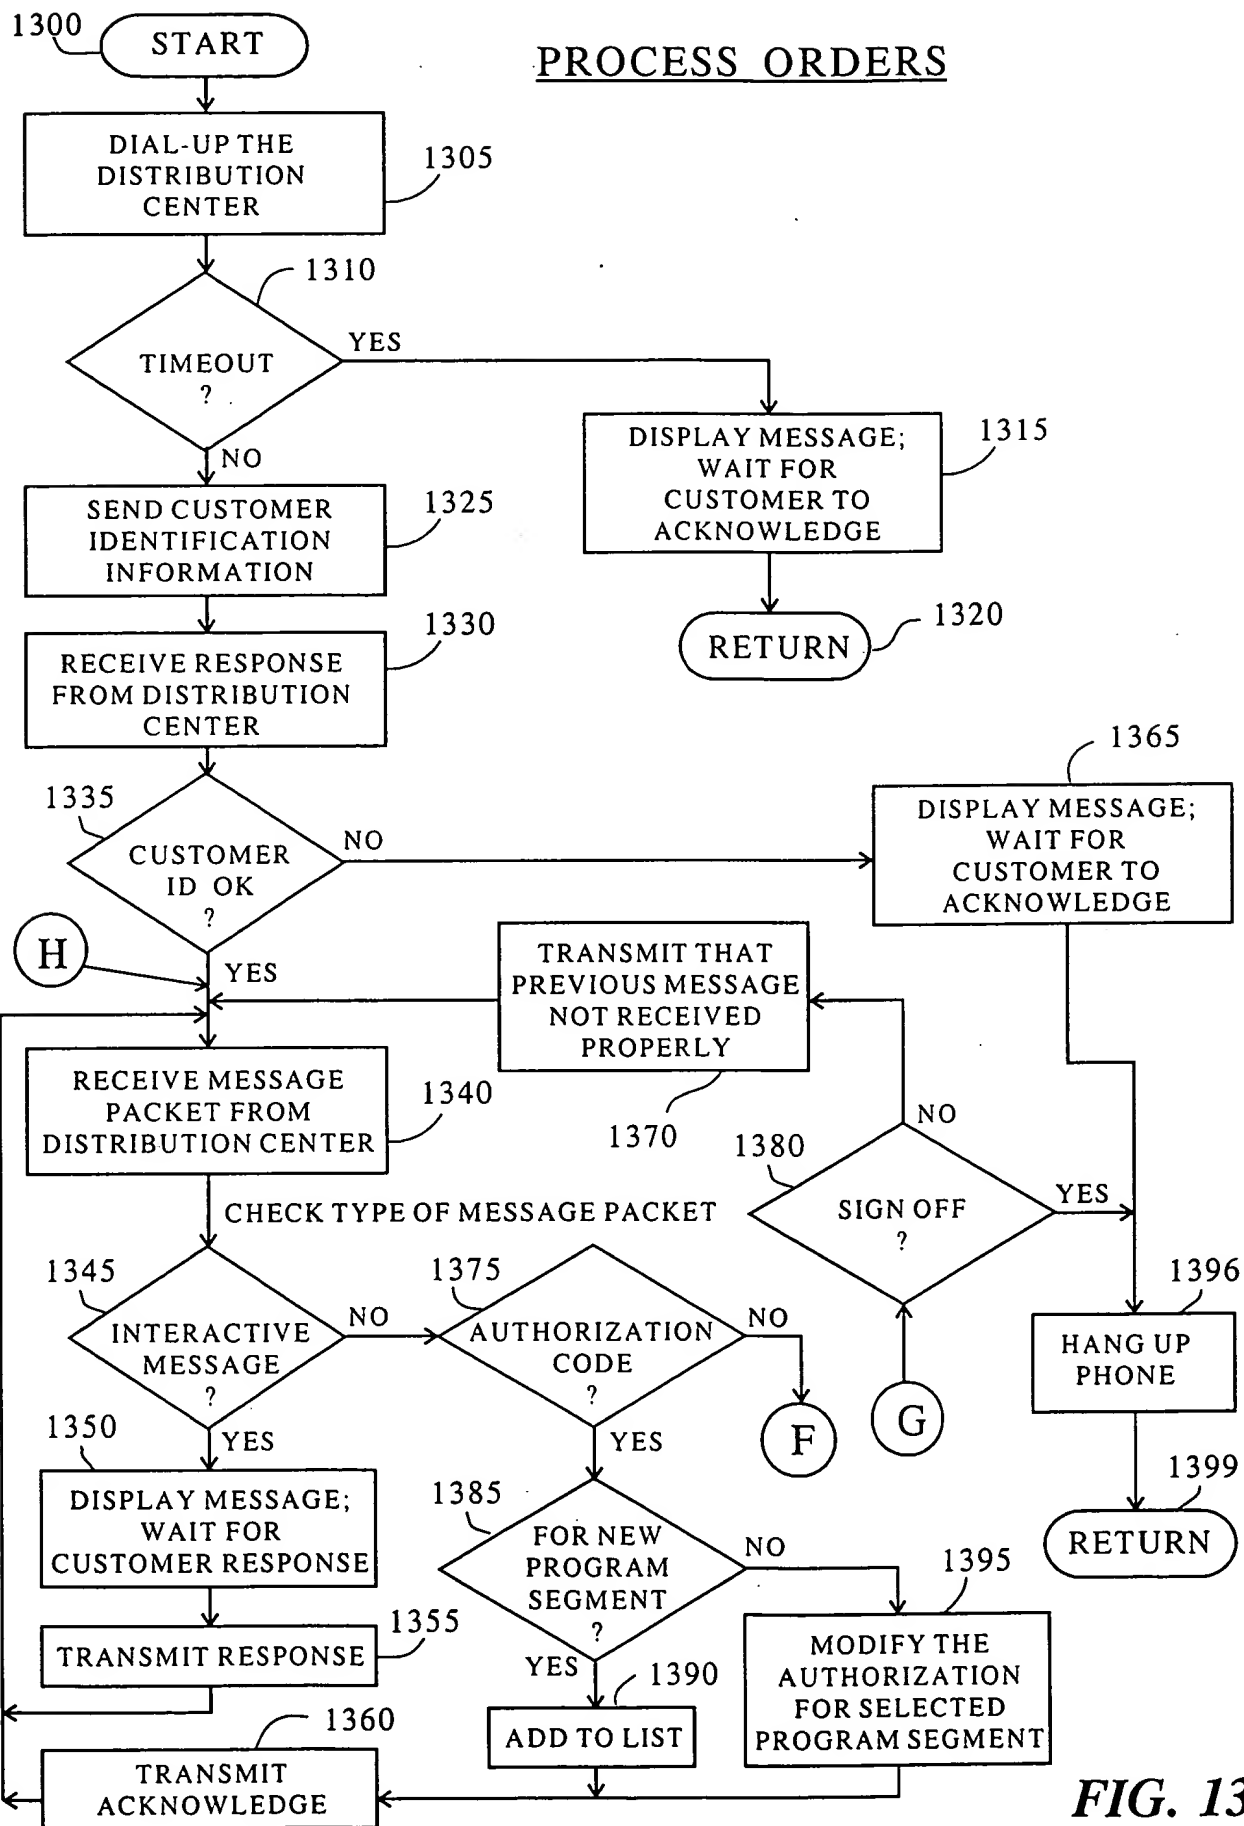 1300
START
PROCESS ORDERS
DIAL-UP THE
DISTRIBUTION
CENTER
1305
1310
TIMEOUT
?
YES
NO
DISPLAY MESSAGE;
WAIT FOR
CUSTOMER TO
ACKNOWLEDGE
1315
SEND CUSTOMER
IDENTIFICATION
INFORMATION
1325
RETURN
1320
RECEIVE RESPONSE
FROM DISTRIBUTION
CENTER
1330
1335
CUSTOMER
ID OK
?
NO
YES
1365
DISPLAY MESSAGE;
WAIT FOR
CUSTOMER TO
ACKNOWLEDGE
H
TRANSMIT THAT
PREVIOUS MESSAGE
NOT RECEIVED
PROPERLY
1370
RECEIVE MESSAGE
PACKET FROM
DISTRIBUTION CENTER
1340
1380
NO
SIGN OFF
?
YES
CHECK TYPE OF MESSAGE PACKET
1345
INTERACTIVE
MESSAGE
?
NO
YES
1375
AUTHORIZATION
CODE
?
NO
YES
F
G
1396
HANG UP
PHONE
1399
RETURN
1350
DISPLAY MESSAGE;
WAIT FOR
CUSTOMER RESPONSE
1385
FOR NEW
PROGRAM
SEGMENT
?
NO
YES
1395
MODIFY THE
AUTHORIZATION
FOR SELECTED
PROGRAM SEGMENT
1355
TRANSMIT RESPONSE
1390
ADD TO LIST
1360
TRANSMIT
ACKNOWLEDGE
FIG. 13